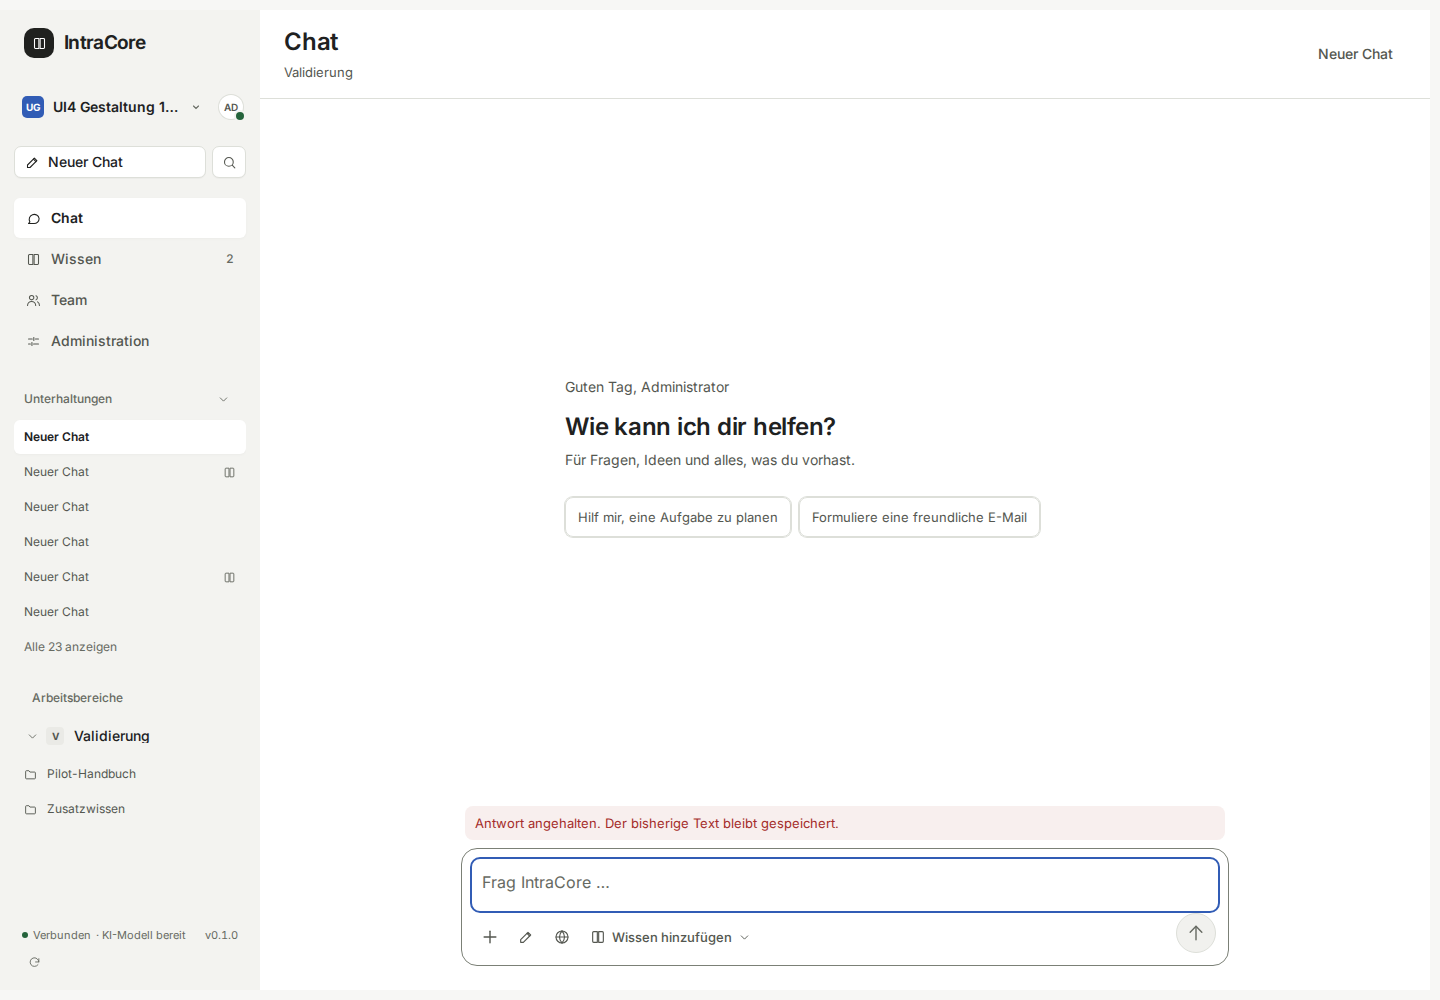 IntraCore
UG UI4 Gestaltung 1... AD
Neuer Chat
Chat
Wissen 2
Team
Administration
Unterhaltungen
Neuer Chat
Neuer Chat
Neuer Chat
Neuer Chat
Neuer Chat
Neuer Chat
Alle 23 anzeigen
Arbeitsbereiche
V Validierung
Pilot-Handbuch
Zusatzwissen
Verbunden · KI-Modell bereit v0.1.0
Chat
Validierung
Neuer Chat
Guten Tag, Administrator
Wie kann ich dir helfen?
Für Fragen, Ideen und alles, was du vorhast.
Hilf mir, eine Aufgabe zu planen
Formuliere eine freundliche E-Mail
Antwort angehalten. Der bisherige Text bleibt gespeichert.
Frag IntraCore ...
Wissen hinzufügen